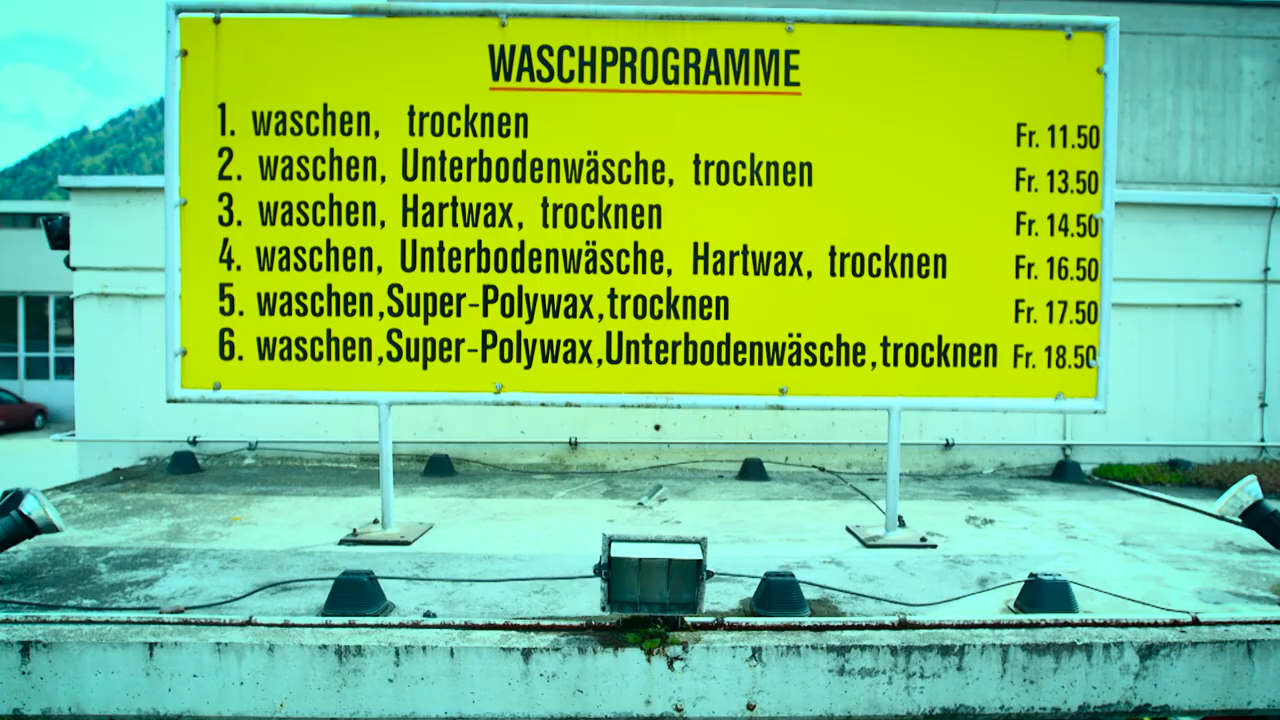 WASCHPROGRAMME
1. waschen, trocknen Fr. 11.50
2. waschen, Unterbodenwäsche, trocknen Fr. 13.50
3. waschen, Hartwax, trocknen Fr. 14.50
4. waschen, Unterbodenwäsche, Hartwax, trocknen Fr. 16.50
5. waschen,Super-Polywax,trocknen Fr. 17.50
6. waschen,Super-Polywax,Unterbodenwäsche,trocknen Fr. 18.50